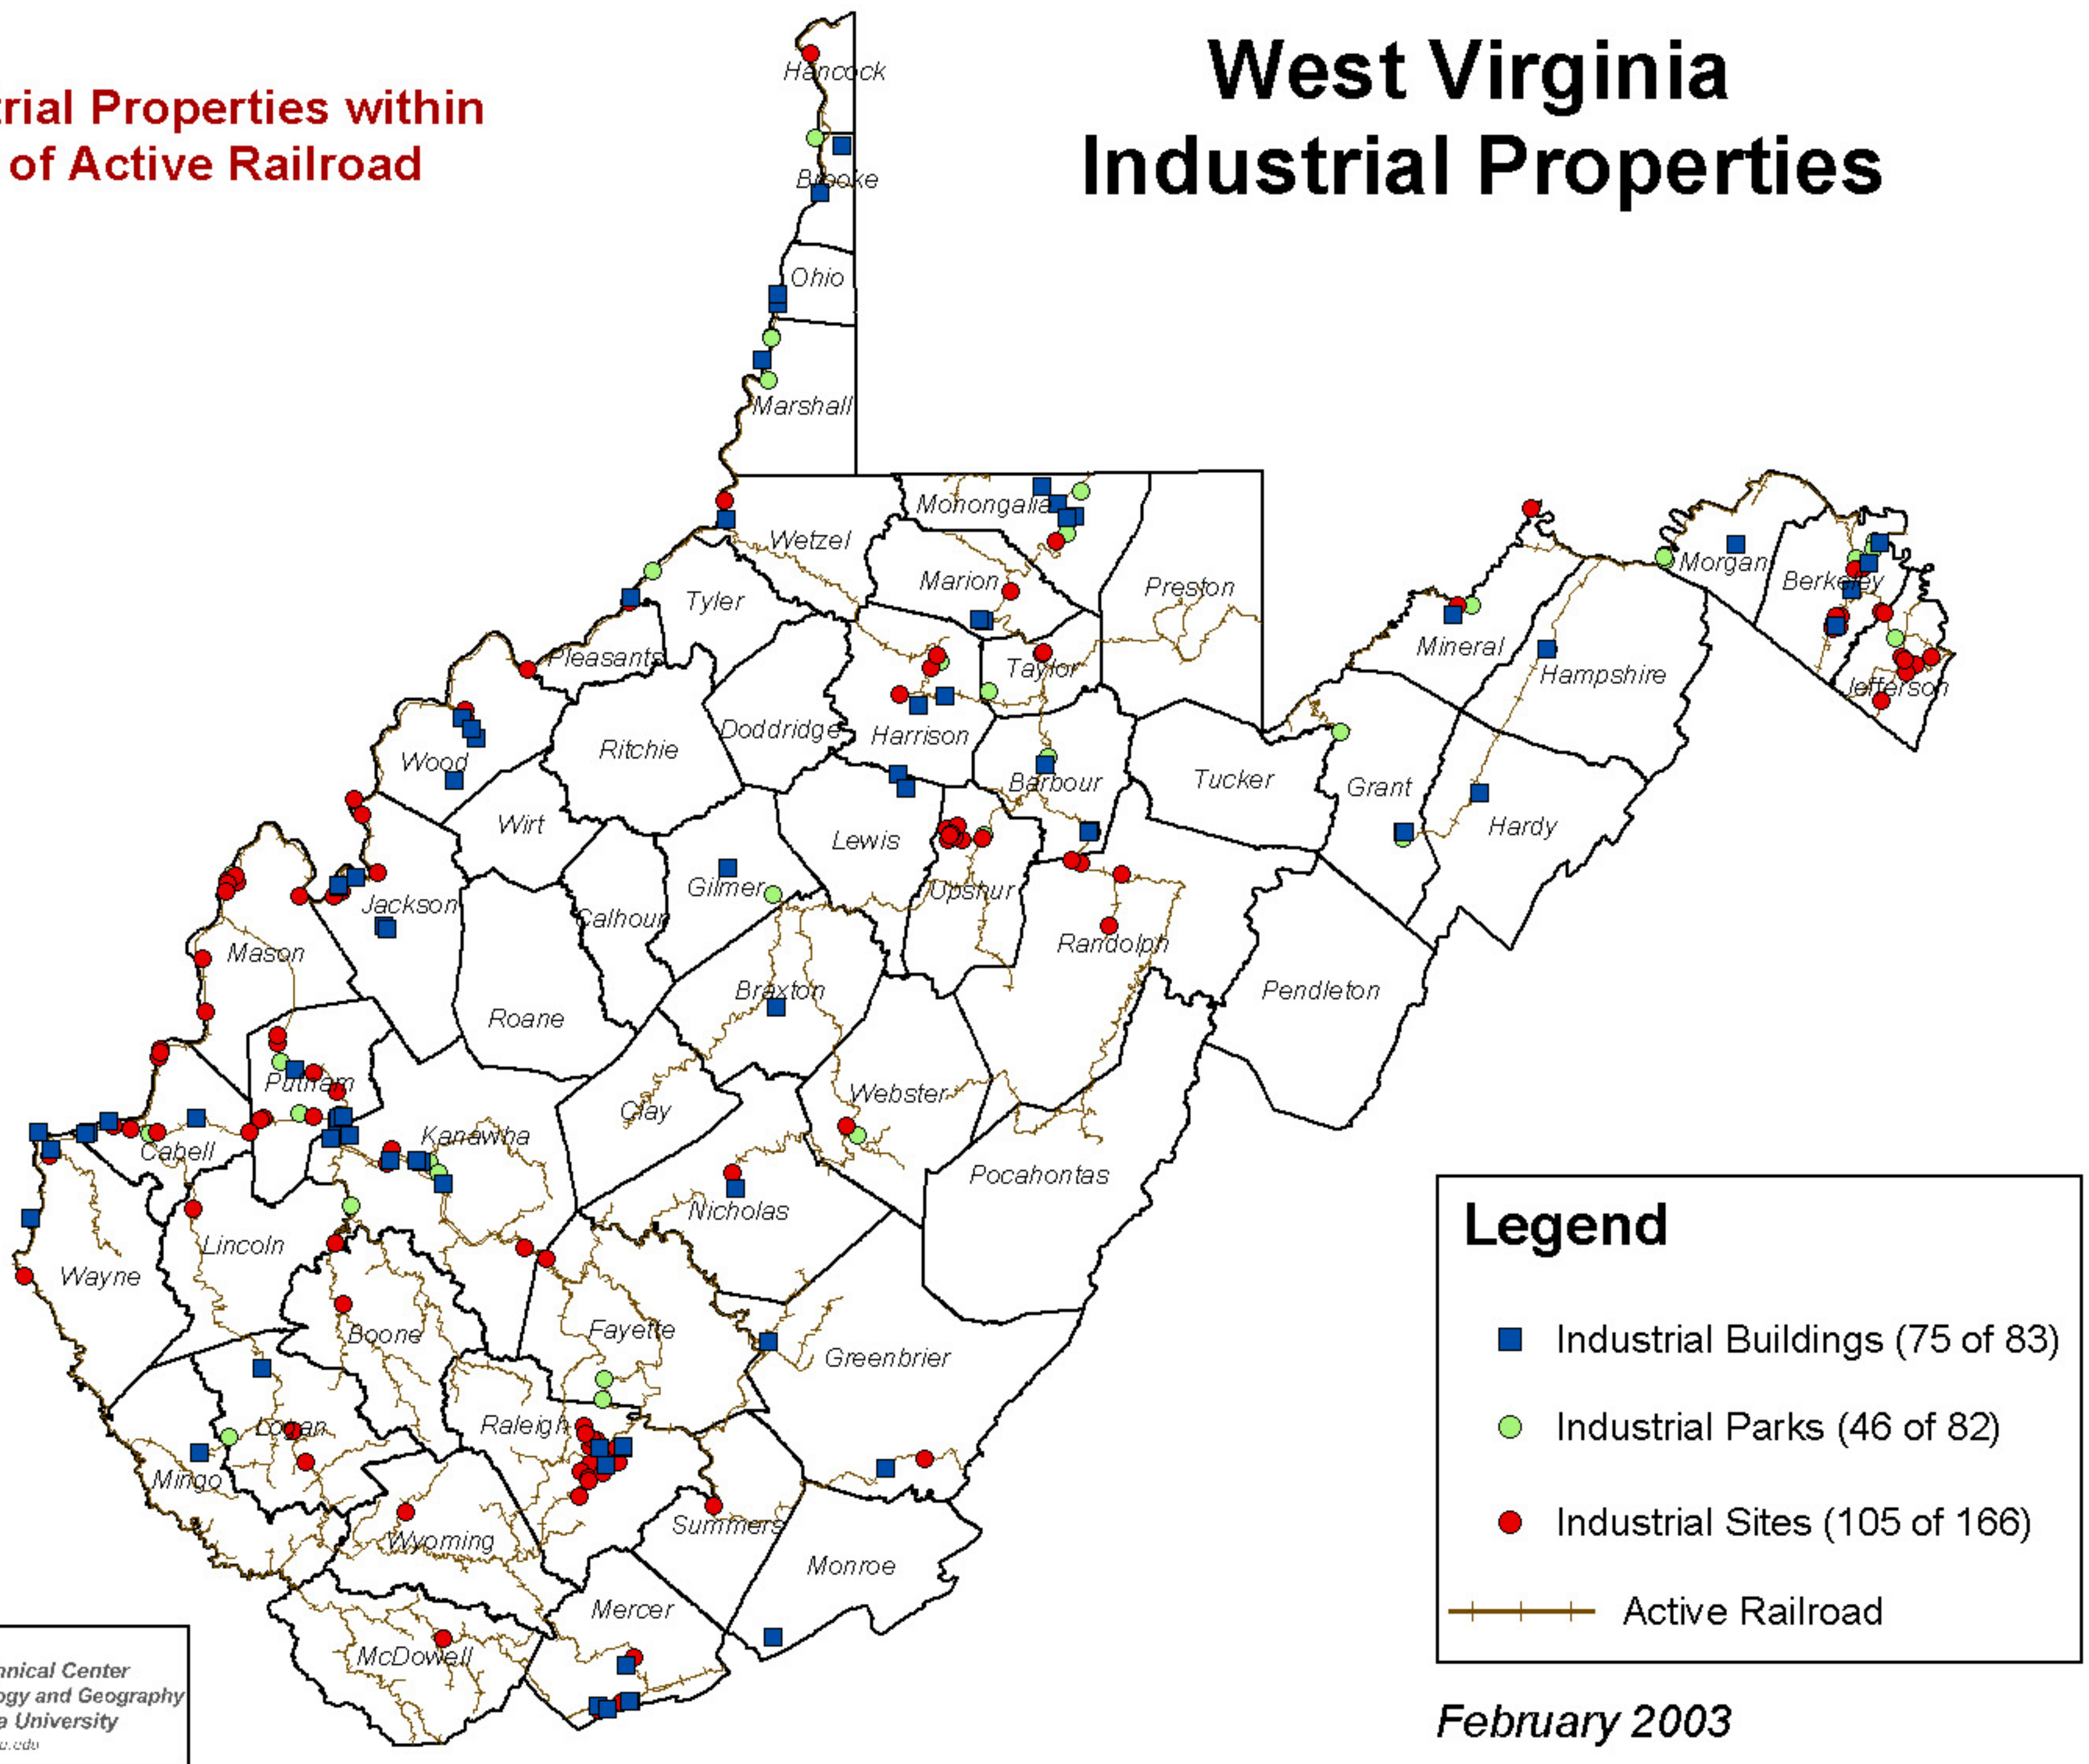 West Virginia
Industrial Properties
Properties within
of Active Railroad
Hancock
Brooke
Ohio
Marshall
Monongalia
Wetzel
Marion
Preston
Tyler
Morgan
Berkeley
Mineral
Hampshire
Jefferson
Pleasants
Taylor
Doddridge
Harrison
Ritchie
Wood
Barbour
Tucker
Grant
Hardy
Wirt
Lewis
Gilmer
Upshur
Jackson
Calhoun
Randolph
Mason
Braxton
Pendleton
Roane
Putnam
Webster
Clay
Kanawha
Cabell
Pocahontas
Nicholas
Lincoln
Wayne
Boone
Fayette
Greenbrier
Logan
Raleigh
Mingo
Summers
Wyoming
Monroe
Mercer
McDowell
Legend
Industrial Buildings (75 of 83)
Industrial Parks (46 of 82)
Industrial Sites (105 of 166)
Active Railroad
February 2003
Center
and Geography
University